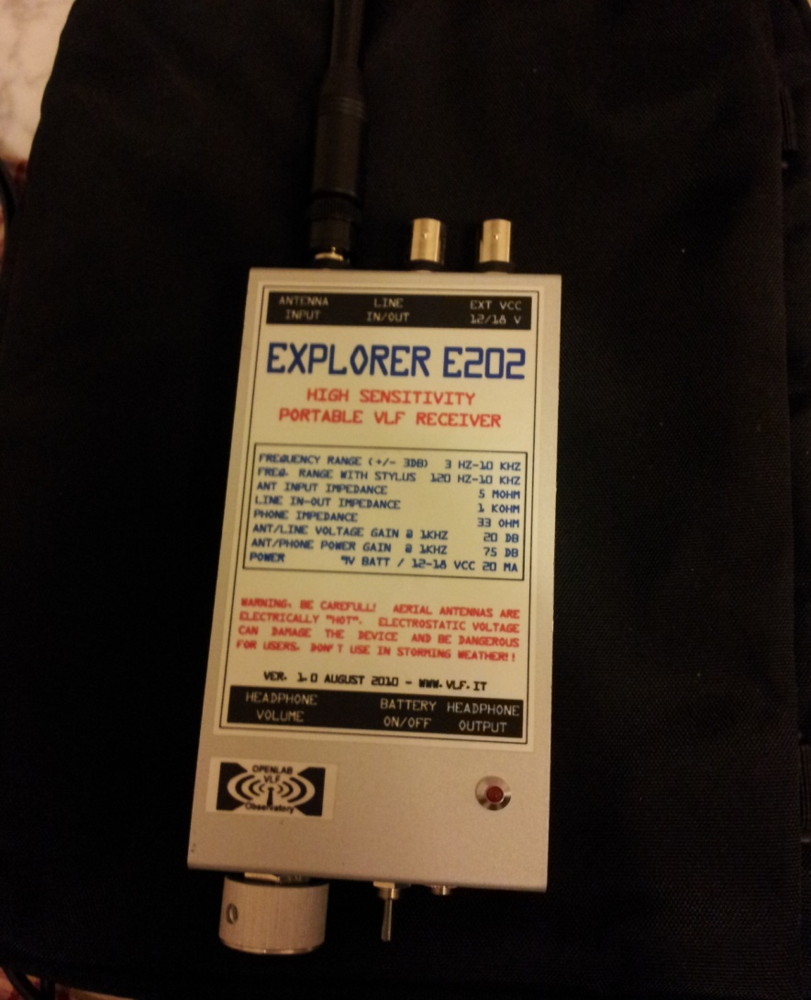 ANTENNA INPUT
LINE IN/OUT
EXT VCC 12/18 V
EXPLORER E202
HIGH SENSITIVITY
PORTABLE VLF RECEIVER
FREQUENCY RANGE (+/- 3DB) 3 HZ-10 KHZ
FREQ. RANGE WITH STYLUS 120 HZ-10 KHZ
ANT INPUT IMPEDANCE 5 MOHM
LINE IN-OUT IMPEDANCE 1 KOHM
PHONE IMPEDANCE 33 OHM
ANT/LINE VOLTAGE GAIN @ 1KHZ 20 DB
ANT/PHONE POWER GAIN @ 1KHZ 75 DB
POWER 9V BATT / 12-18 VCC 20 MA
WARNING, BE CAREFULL! AERIAL ANTENNAS ARE
ELECTRICALLY "HOT". ELECTROSTATIC VOLTAGE
CAN DAMAGE THE DEVICE AND BE DANGEROUS
FOR USERS. DON'T USE IN STORMING WEATHER!!
VER. 1.0 AUGUST 2010 - WWW.VLF.IT
HEADPHONE VOLUME
BATTERY ON/OFF
HEADPHONE OUTPUT
OPENLAB
VLF
Observatory